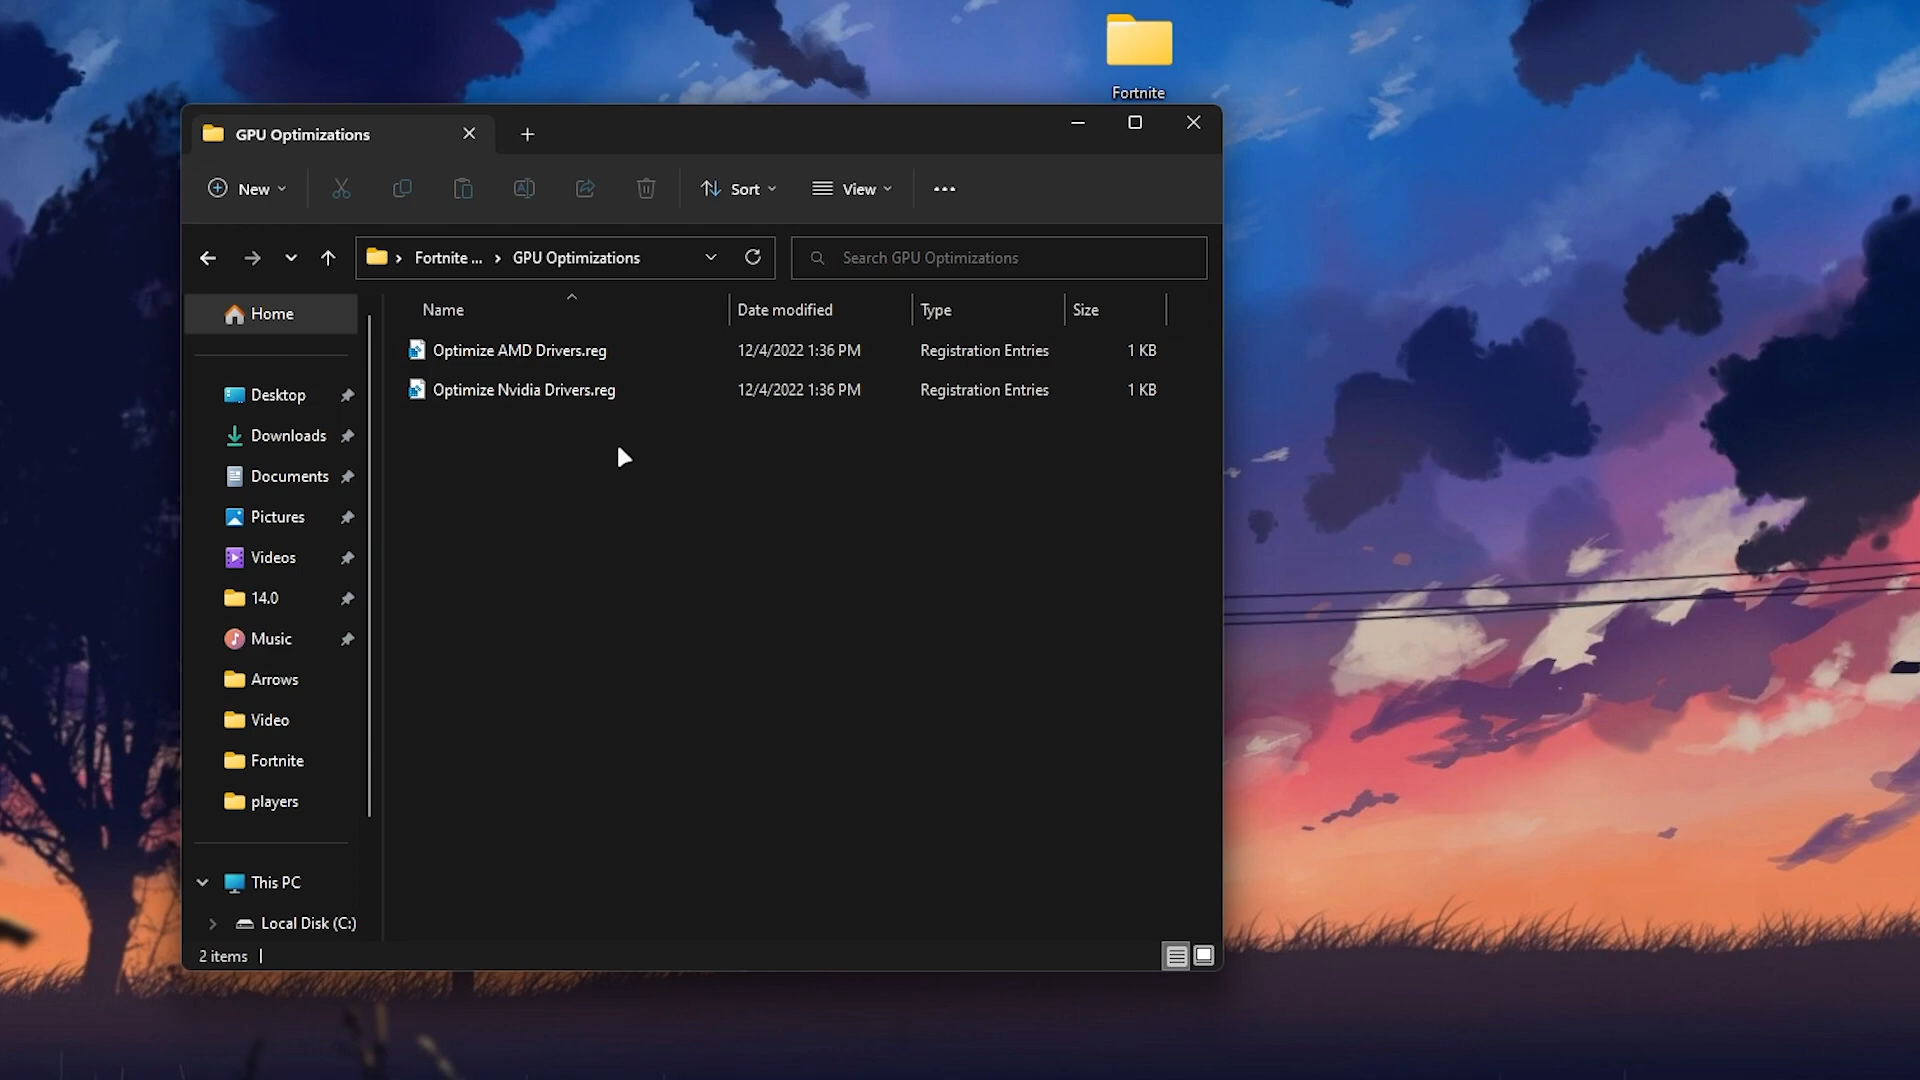 Fortnite
GPU Optimizations
New
Sort
View
Fortnite ...
GPU Optimizations
Search GPU Optimizations
Name
Date modified
Type
Size
Optimize AMD Drivers.reg
12/4/2022 1:36 PM
Registration Entries
1 KB
Optimize Nvidia Drivers.reg
12/4/2022 1:36 PM
Registration Entries
1 KB
Home
Desktop
Downloads
Documents
Pictures
Videos
14.0
Music
Arrows
Video
Fortnite
players
This PC
Local Disk (C:)
2 items